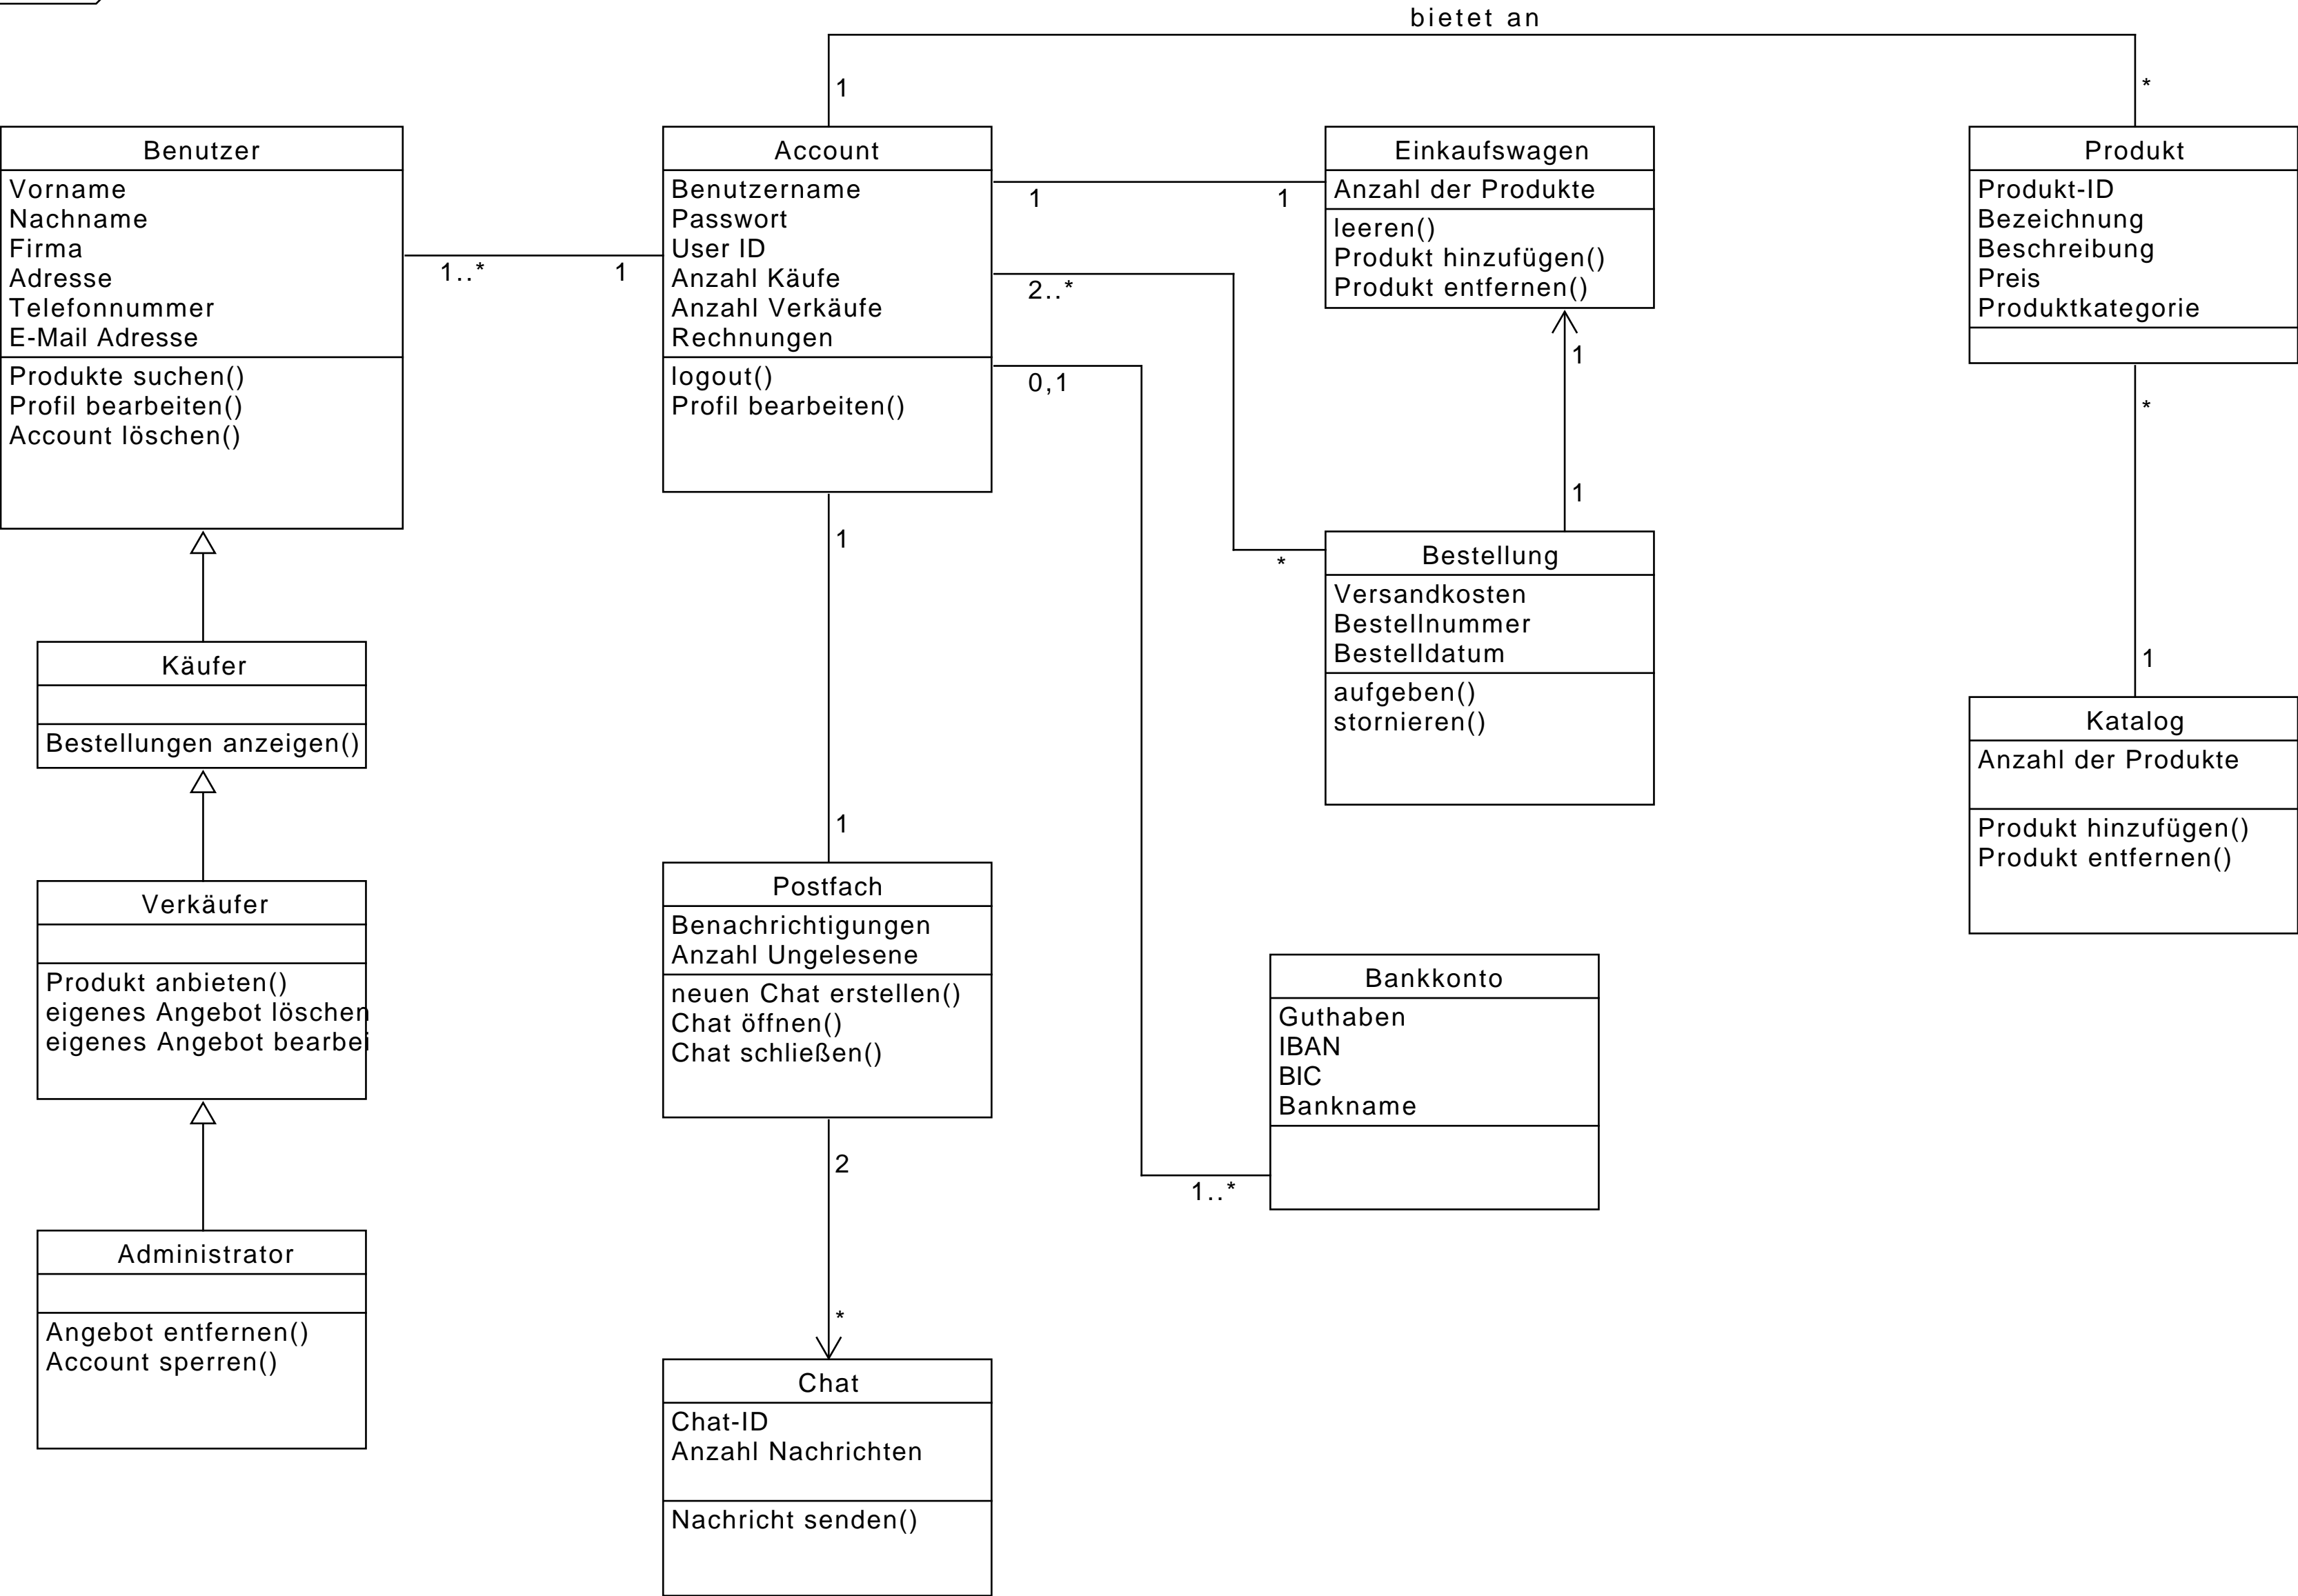 bietet an
1
*
Benutzer
Vorname
Nachname
Firma
Adresse
Telefonnummer
E-Mail Adresse
Produkte suchen()
Profil bearbeiten()
Account löschen()
1..*
1
Account
Benutzername
Passwort
User ID
Anzahl Käufe
Anzahl Verkäufe
Rechnungen
logout()
Profil bearbeiten()
1
1
2..*
*
0,1
1..*
Einkaufswagen
Anzahl der Produkte
leeren()
Produkt hinzufügen()
Produkt entfernen()
1
1
Produkt
Produkt-ID
Bezeichnung
Beschreibung
Preis
Produktkategorie
*
1
Käufer
Bestellungen anzeigen()
Verkäufer
Produkt anbieten()
eigenes Angebot löschen
eigenes Angebot bearbei
Administrator
Angebot entfernen()
Account sperren()
1
1
Postfach
Benachrichtigungen
Anzahl Ungelesene
neuen Chat erstellen()
Chat öffnen()
Chat schließen()
2
*
Chat
Chat-ID
Anzahl Nachrichten
Nachricht senden()
Bestellung
Versandkosten
Bestellnummer
Bestelldatum
aufgeben()
stornieren()
Bankkonto
Guthaben
IBAN
BIC
Bankname
Katalog
Anzahl der Produkte
Produkt hinzufügen()
Produkt entfernen()